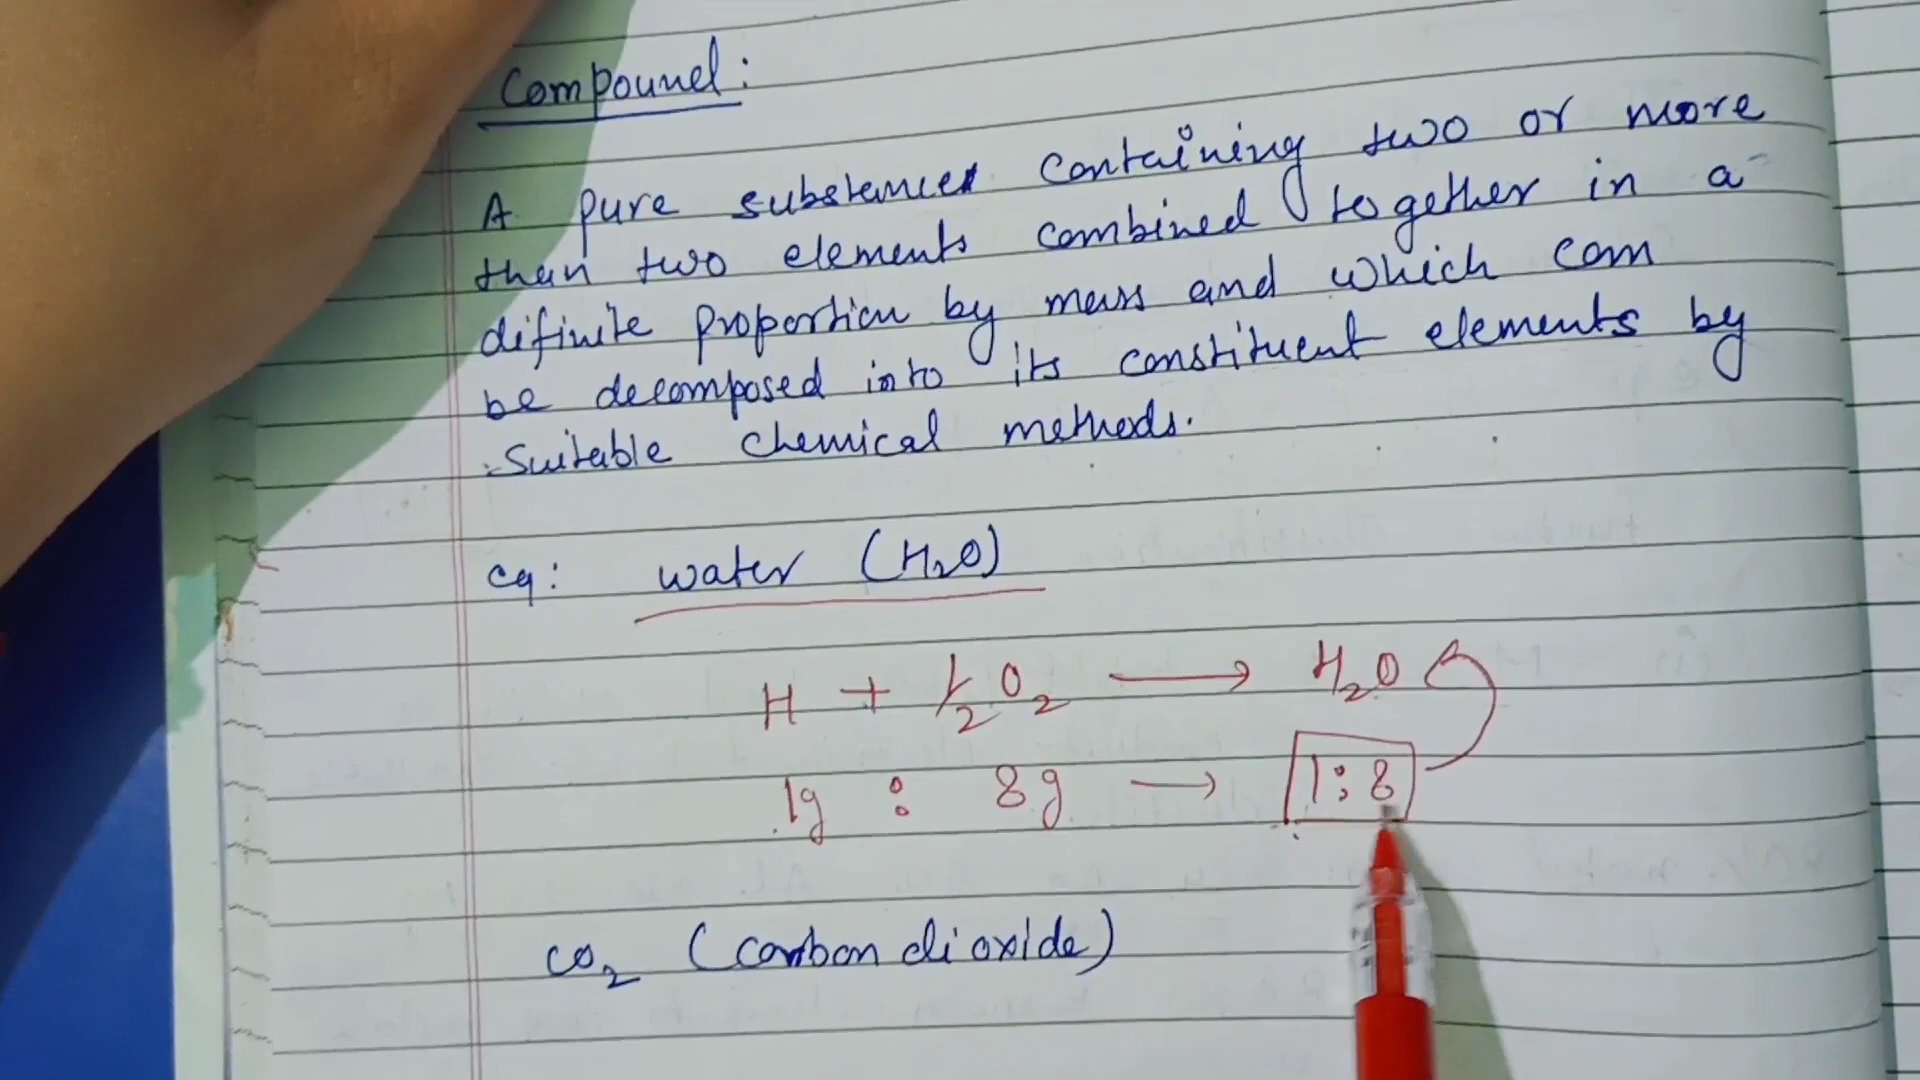 Compound:
A pure substance containing two or more
than two elements combined together in a
difinite proportion by mass and which can
be decomposed into its constituent elements by
suitable chemical methods.
eg: water (H₂O)
H + 1/2 O₂ → H₂O
1g : 8g → 1:8
CO₂ (carbon dioxide)